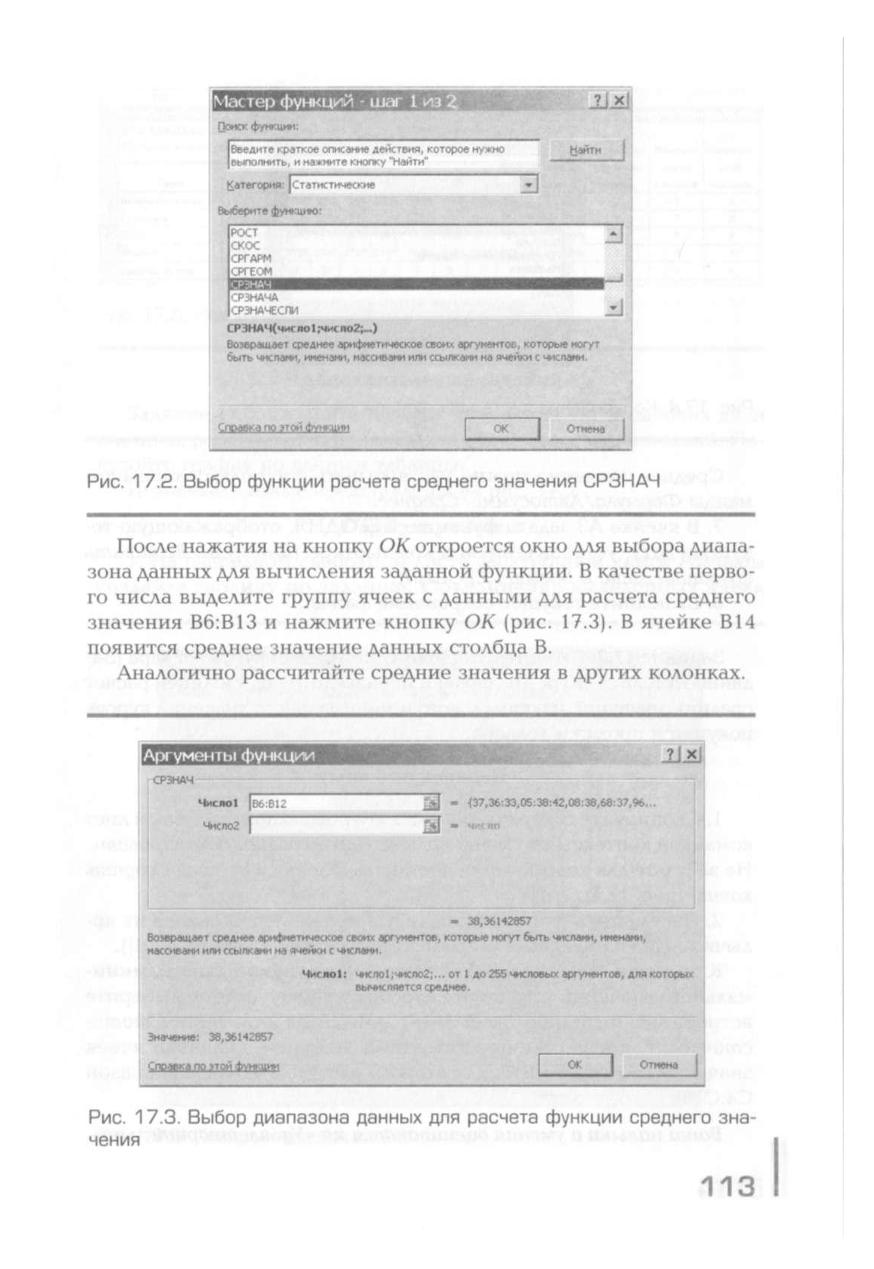 Мастер функций - шаг 1 из 2
Поиск функции:
Введите краткое описание действия, которое нужно
выполнить, и нажмите кнопку "Найти"
Найти
Категория: Статистические
Выберите функцию:
РОСТ
СКОС
СРГАРМ
СРГЕОМ
СРЗНАЧ
СРЗНАЧА
СРЗНАЧЕСЛИ
СРЗНАЧ(число1;число2;...)
Возвращает среднее арифметическое своих аргументов, которые могут
быть числами, именами, массивами или ссылками на ячейки с числами.
Справка по этой функции
ОК
Отмена
Рис. 17.2. Выбор функции расчета среднего значения СРЗНАЧ
После нажатия на кнопку ОК откроется окно для выбора диапа-
зона данных для вычисления заданной функции. В качестве перво-
го числа выделите группу ячеек с данными для расчета среднего
значения В6:В13 и нажмите кнопку ОК (рис. 17.3). В ячейке В14
появится среднее значение данных столбца В.
Аналогично рассчитайте средние значения в других колонках.
Аргументы функции
СРЗНАЧ
Число1 B6:B12 = {37,36:33,05:38:42,08:38,68:37,96...
Число2 = число
= 38,36142857
Возвращает среднее арифметическое своих аргументов, которые могут быть числами, именами,
массивами или ссылками на ячейки с числами.
Число1: число1;число2;... от 1 до 255 числовых аргументов, для которых
вычисляется среднее.
Значение: 38,36142857
Справка по этой функции
ОК
Отмена
Рис. 17.3. Выбор диапазона данных для расчета функции среднего зна-
чения
113